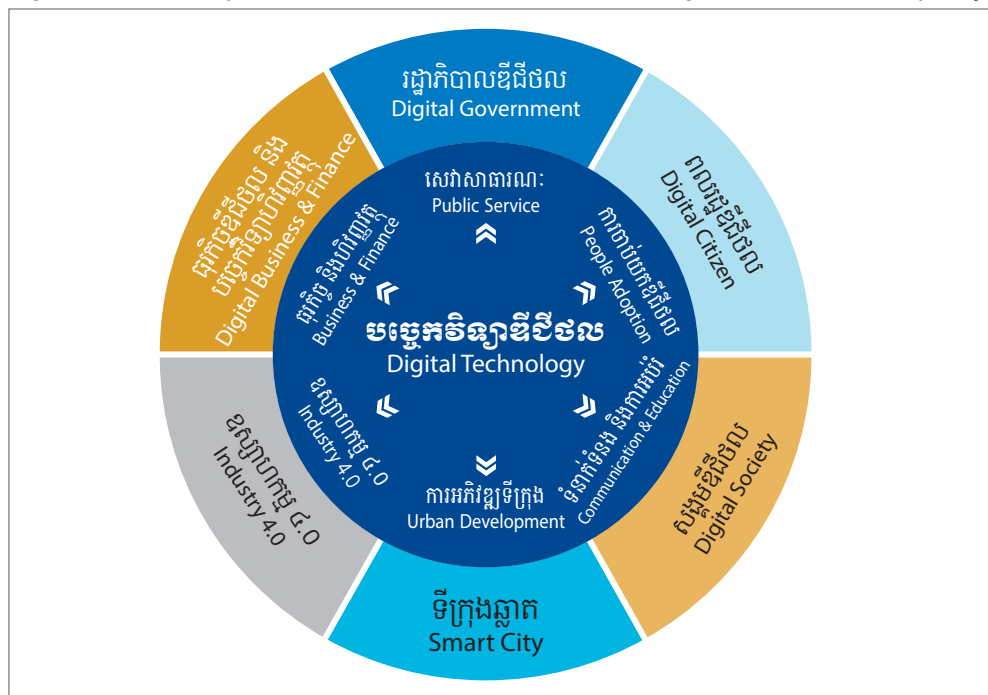 រដ្ឋាភិបាលឌីជីថល
Digital Government
ពលរដ្ឋឌីជីថល
Digital Citizen
សង្គមឌីជីថល
Digital Society
ទីក្រុងឆ្លាត
Smart City
ឧស្សាហកម្ម ៤.០
Industry 4.0
ធុរកិច្ចឌីជីថល និង
បច្ចេកវិទ្យាហិរញ្ញវត្ថុ
Digital Business & Finance
សេវាសាធារណៈ
Public Service
ការចាប់យកឌីជីថល
People Adoption
ទំនាក់ទំនង និងការអប់រំ
Communication & Education
ការអភិវឌ្ឍទីក្រុង
Urban Development
ឧស្សាហកម្ម ៤.០
Industry 4.0
ធុរកិច្ច និងហិរញ្ញវត្ថុ
Business & Finance
បច្ចេកវិទ្យាឌីជីថល
Digital Technology